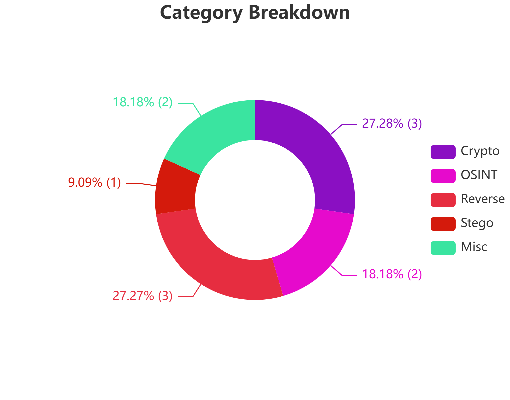 Category Breakdown
18.18% (2)
27.28% (3)
9.09% (1)
27.27% (3)
18.18% (2)
Crypto
OSINT
Reverse
Stego
Misc